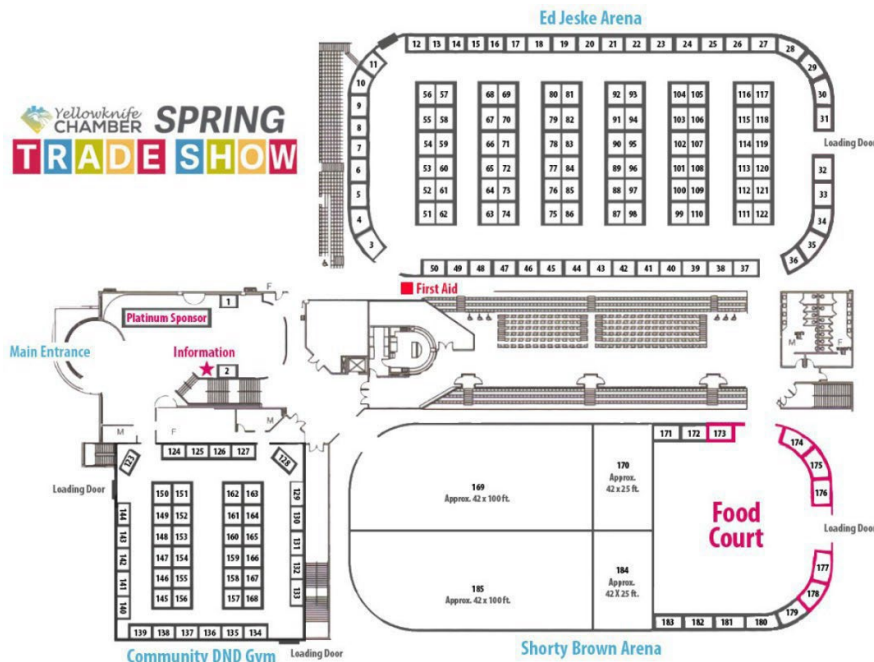 Ed Jeske Arena
Yellowknife
CHAMBER SPRING
TRADE SHOW
12 13 14 15 16 17 18 19 20 21 22 23 24 25 26 27 28
11 29
10 30
9 31
8
7
6
5
4
3
Loading Door
56 57 68 69 80 81 92 93 104 105 116 117
55 58 67 70 79 82 91 94 103 106 115 118
54 59 66 71 78 83 90 95 102 107 114 119
53 60 65 72 77 84 89 96 101 108 113 120
52 61 64 73 76 85 88 97 100 109 112 121
51 62 63 74 75 86 87 98 99 110 111 122
32
33
34
35
36
50 49 48 47 46 45 44 43 42 41 40 39 38 37
First Aid
1 F
Platinum Sponsor
Main Entrance
Information
2
M F
M F M
123 124 125 126 127 128
Loading Door
150 151 162 163
149 152 161 164
148 153 160 165
147 154 159 166
146 155 158 167
145 156 157 168
144
143
142
141
140
129
130
131
132
133
139 138 137 136 135 134
Community DND Gym
Loading Door
169
Approx. 42 x 100 ft.
170
Approx.
42 x 25 ft.
185
Approx. 42 x 100 ft.
184
Approx.
42 X 25 ft.
171 172 173
174
175
176
Food
Court
Loading Door
177
178
179
183 182 181 180
Shorty Brown Arena